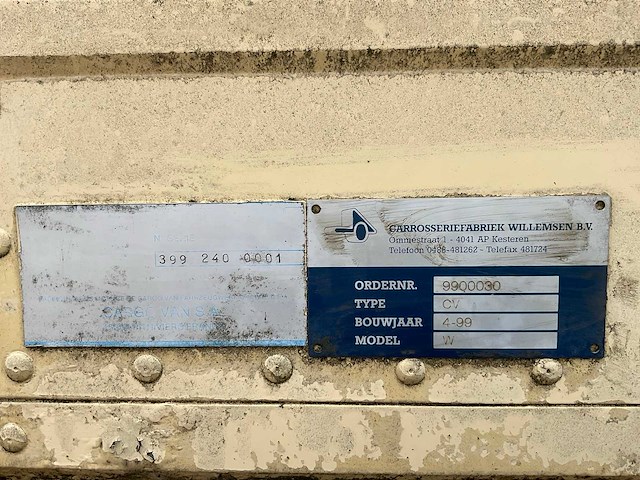 399 240 0001
CARROSSERIEFABRIEK WILLEMSEN B.V.
Ommestraat 1 - 4041 AP Kesteren
Telefoon 0488-481262 - Telefax 481724
ORDERNR. 9900030
TYPE CV
BOUWJAAR 4-99
MODEL W